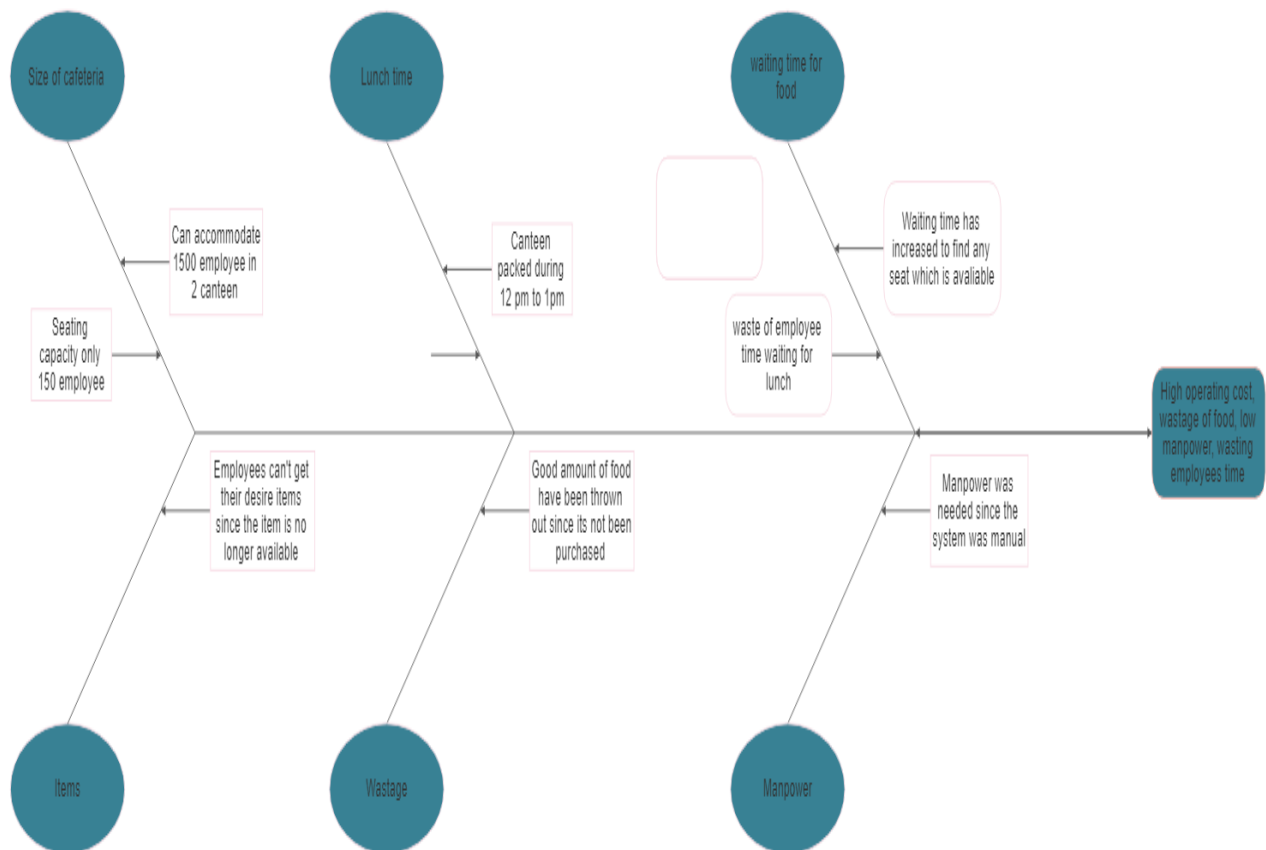 Size of cafeteria
Lunch time
waiting time for
food
Can accommodate
1500 employee in
2 canteen
Seating
capacity only
150 employee
Canteen
packed during
12 pm to 1pm
Waiting time has
increased to find any
seat which is avaliable
waste of employee
time waiting for
lunch
High operating cost,
wastage of food, low
manpower, wasting
employees time
Employees can't get
their desire items
since the item is no
longer available
Good amount of food
have been thrown
out since its not been
purchased
Manpower was
needed since the
system was manual
Items
Wastage
Manpower